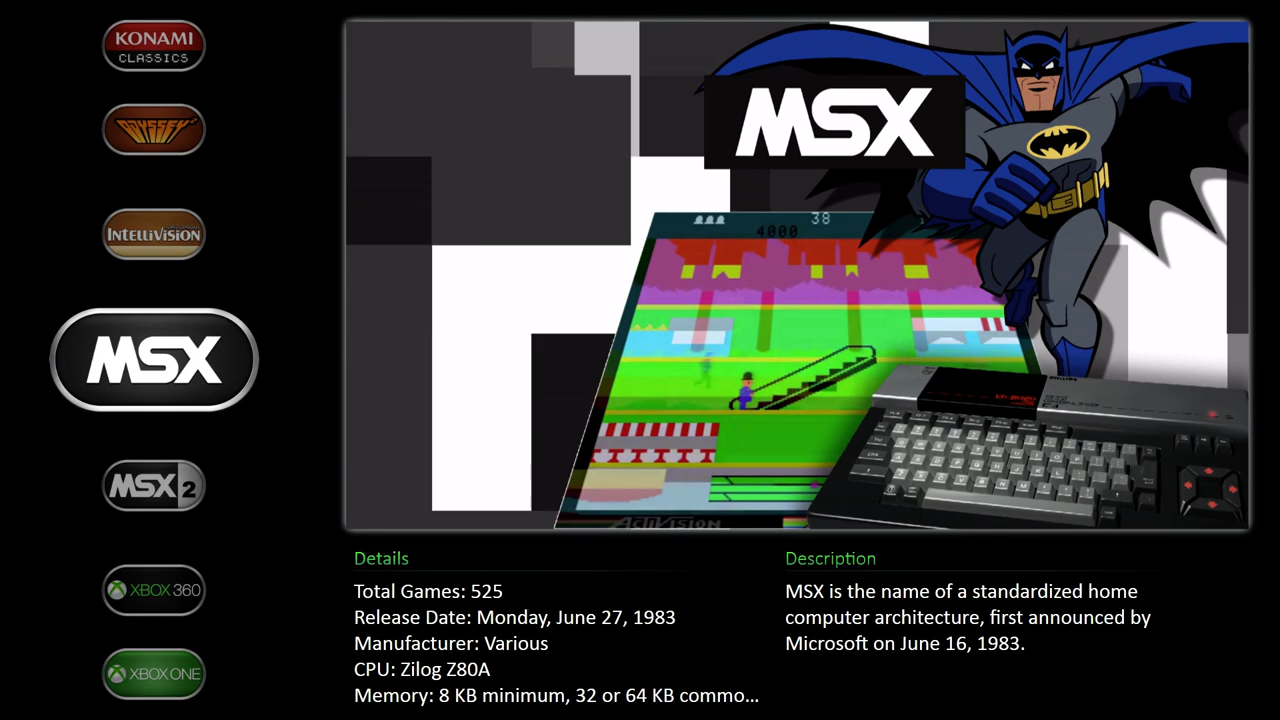 KONAMI
CLASSICS
ODYSSEY²
INTELLIVISION
MSX
MSX 2
XBOX 360
XBOX ONE
MSX
38
4000
ACTIVISION
Details
Total Games: 525
Release Date: Monday, June 27, 1983
Manufacturer: Various
CPU: Zilog Z80A
Memory: 8 KB minimum, 32 or 64 KB commo...
Description
MSX is the name of a standardized home
computer architecture, first announced by
Microsoft on June 16, 1983.